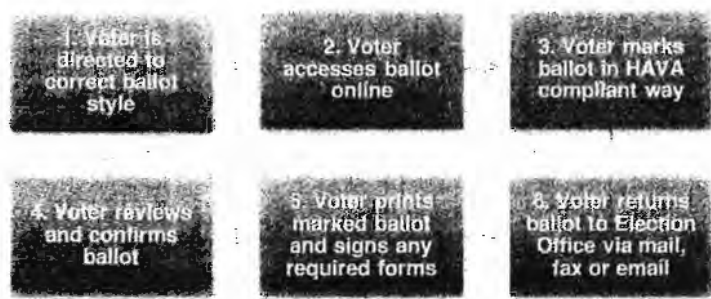 1. Voter is
directed to
correct ballot
style
2. Voter
accesses ballot
online
3. Voter marks
ballot in HAVA
compliant way
4. Voter reviews
and confirms
ballot
5. Voter prints
marked ballot
and signs any
required forms
6. Voter returns
ballot to Election
Office via mail,
fax or email